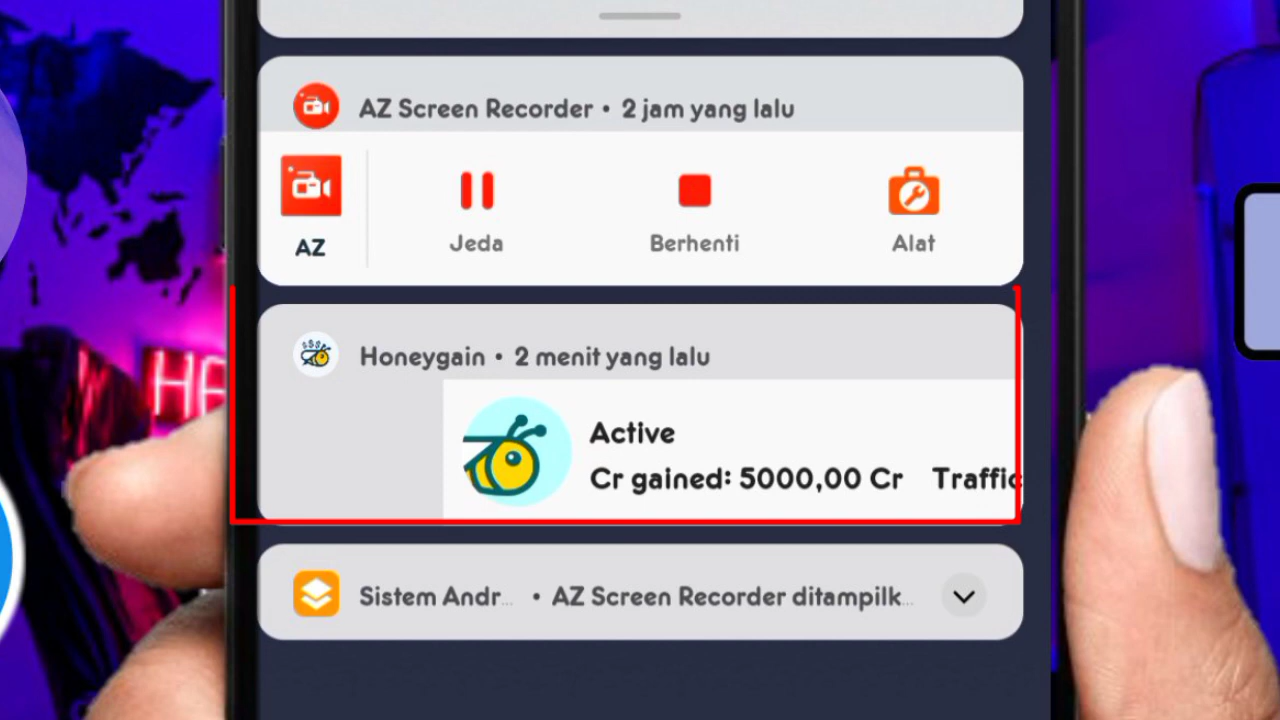 AZ Screen Recorder • 2 jam yang lalu
AZ
Jeda
Berhenti
Alat
Honeygain • 2 menit yang lalu
Active
Cr gained: 5000,00 Cr Traffic
Sistem Andr... • AZ Screen Recorder ditampilk...